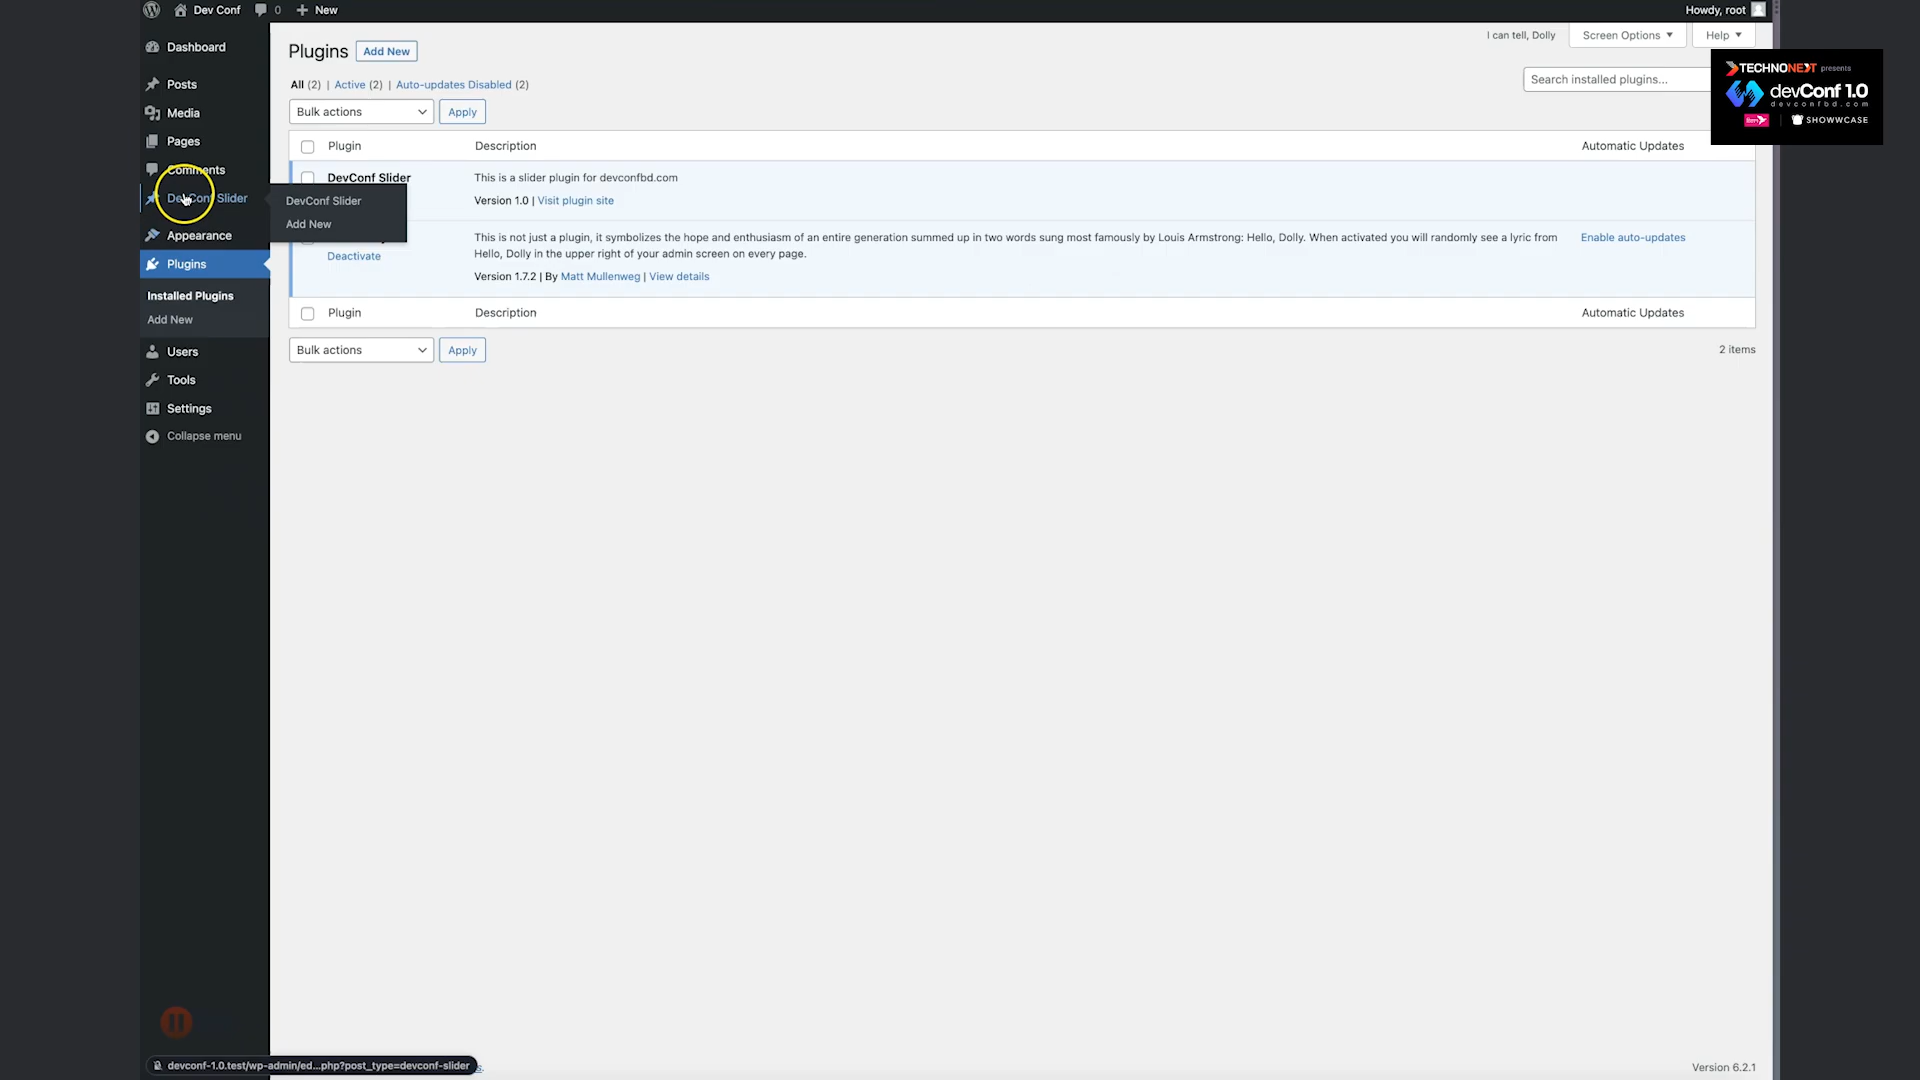 Dev Conf
0
New
Howdy, root
Dashboard
Posts
Media
Pages
Comments
DevConf Slider
DevConf Slider
Add New
Appearance
Plugins
Installed Plugins
Add New
Users
Tools
Settings
Collapse menu
I can tell, Dolly
Screen Options
Help
Plugins
Add New
All (2) | Active (2) | Auto-updates Disabled (2)
Search installed plugins...
Bulk actions
Apply
Plugin
Description
Automatic Updates
DevConf Slider
This is a slider plugin for devconfbd.com
Version 1.0 | Visit plugin site
Deactivate
This is not just a plugin, it symbolizes the hope and enthusiasm of an entire generation summed up in two words sung most famously by Louis Armstrong: Hello, Dolly. When activated you will randomly see a lyric from
Hello, Dolly in the upper right of your admin screen on every page.
Version 1.7.2 | By Matt Mullenweg | View details
Enable auto-updates
Plugin
Description
Automatic Updates
Bulk actions
Apply
2 items
TECHNONEXT presents
devConf 1.0
devconfbd.com
SHOWWCASE
devconf-1.0.test/wp-admin/ed...php?post_type=devconf-slider
Version 6.2.1